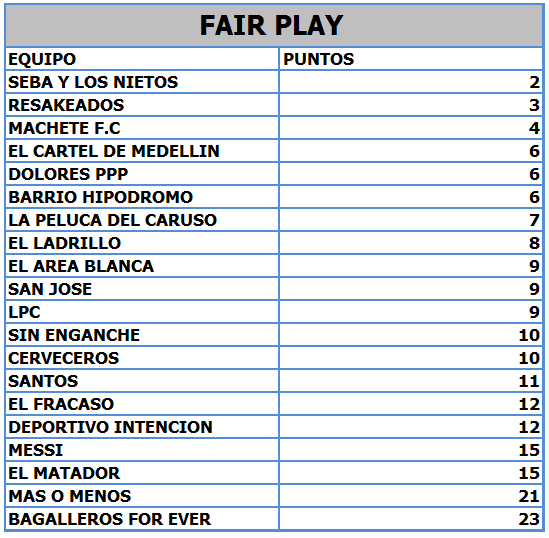 FAIR PLAY
EQUIPO PUNTOS
SEBA Y LOS NIETOS 2
RESAKEADOS 3
MACHETE F.C 4
EL CARTEL DE MEDELLIN 6
DOLORES PPP 6
BARRIO HIPODROMO 6
LA PELUCA DEL CARUSO 7
EL LADRILLO 8
EL AREA BLANCA 9
SAN JOSE 9
LPC 9
SIN ENGANCHE 10
CERVECEROS 10
SANTOS 11
EL FRACASO 12
DEPORTIVO INTENCION 12
MESSI 15
EL MATADOR 15
MAS O MENOS 21
BAGALLEROS FOR EVER 23